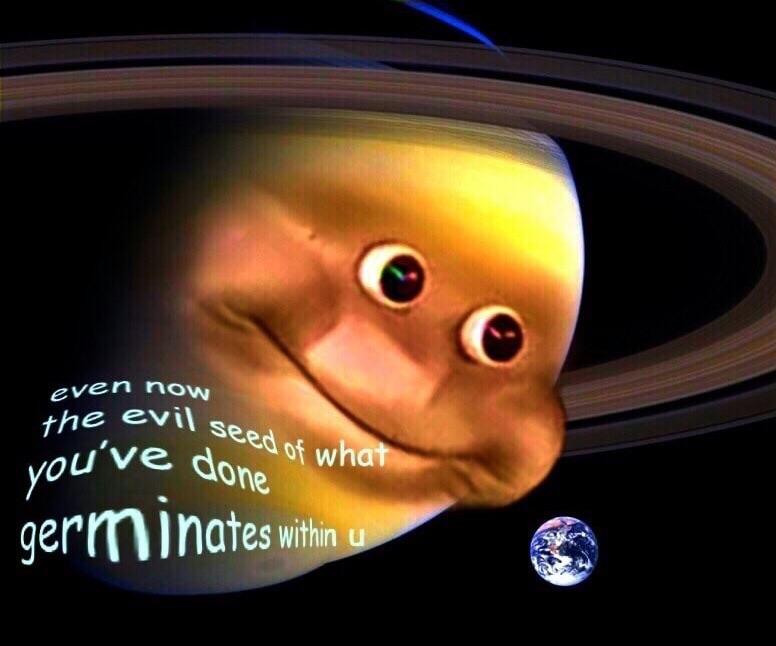 even now
the evil seed of what
you've done
germinates within u